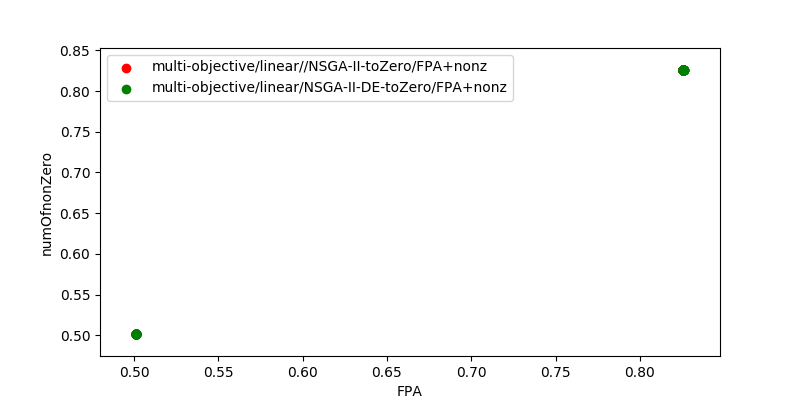 multi-objective/linear//NSGA-II-toZero/FPA+nonz
multi-objective/linear/NSGA-II-DE-toZero/FPA+nonz
numOfnonZero
0.85
0.80
0.75
0.70
0.65
0.60
0.55
0.50
0.50 0.55 0.60 0.65 0.70 0.75 0.80
FPA